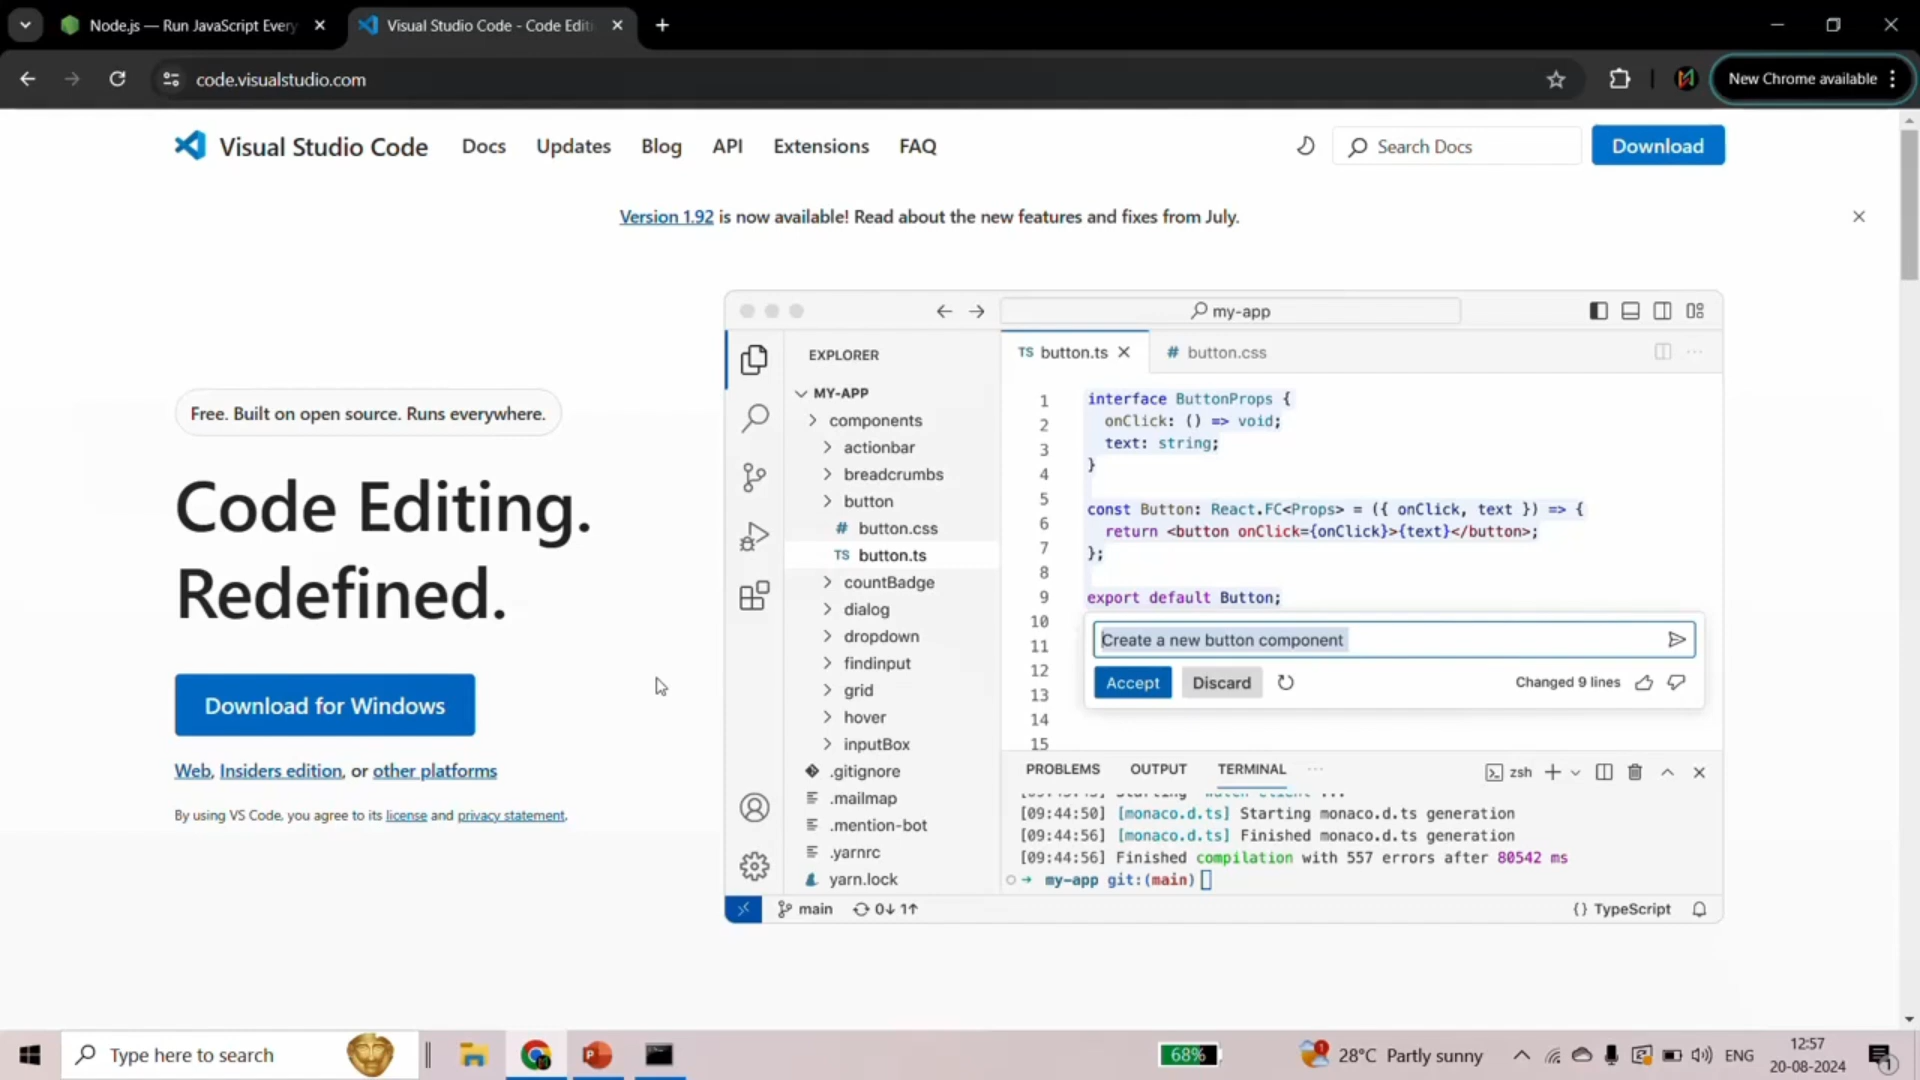 Node.js — Run JavaScript Every
Visual Studio Code - Code Editi
code.visualstudio.com
New Chrome available
Visual Studio Code
Docs
Updates
Blog
API
Extensions
FAQ
Search Docs
Download
Version 1.92 is now available! Read about the new features and fixes from July.
Free. Built on open source. Runs everywhere.
Code Editing.
Redefined.
Download for Windows
Web, Insiders edition, or other platforms
By using VS Code, you agree to its license and privacy statement.
my-app
EXPLORER
MY-APP
components
actionbar
breadcrumbs
button
# button.css
TS button.ts
countBadge
dialog
dropdown
findinput
grid
hover
inputBox
.gitignore
.mailmap
.mention-bot
.yarnrc
yarn.lock
TS button.ts
# button.css
1 interface ButtonProps {
2 onClick: () => void;
3 text: string;
4 }
5
6 const Button: React.FC<Props> = ({ onClick, text }) => {
7 return <button onClick={onClick}>{text}</button>;
8 };
9 export default Button;
10
11
12
13
14
15
Create a new button component
Accept
Discard
Changed 9 lines
PROBLEMS
OUTPUT
TERMINAL
zsh
[09:44:50] [monaco.d.ts] Starting monaco.d.ts generation
[09:44:56] [monaco.d.ts] Finished monaco.d.ts generation
[09:44:56] Finished compilation with 557 errors after 80542 ms
my-app git:(main)
main
0↓ 1↑
{} TypeScript
Type here to search
68%
1
28°C Partly sunny
ENG
12:57
20-08-2024
1